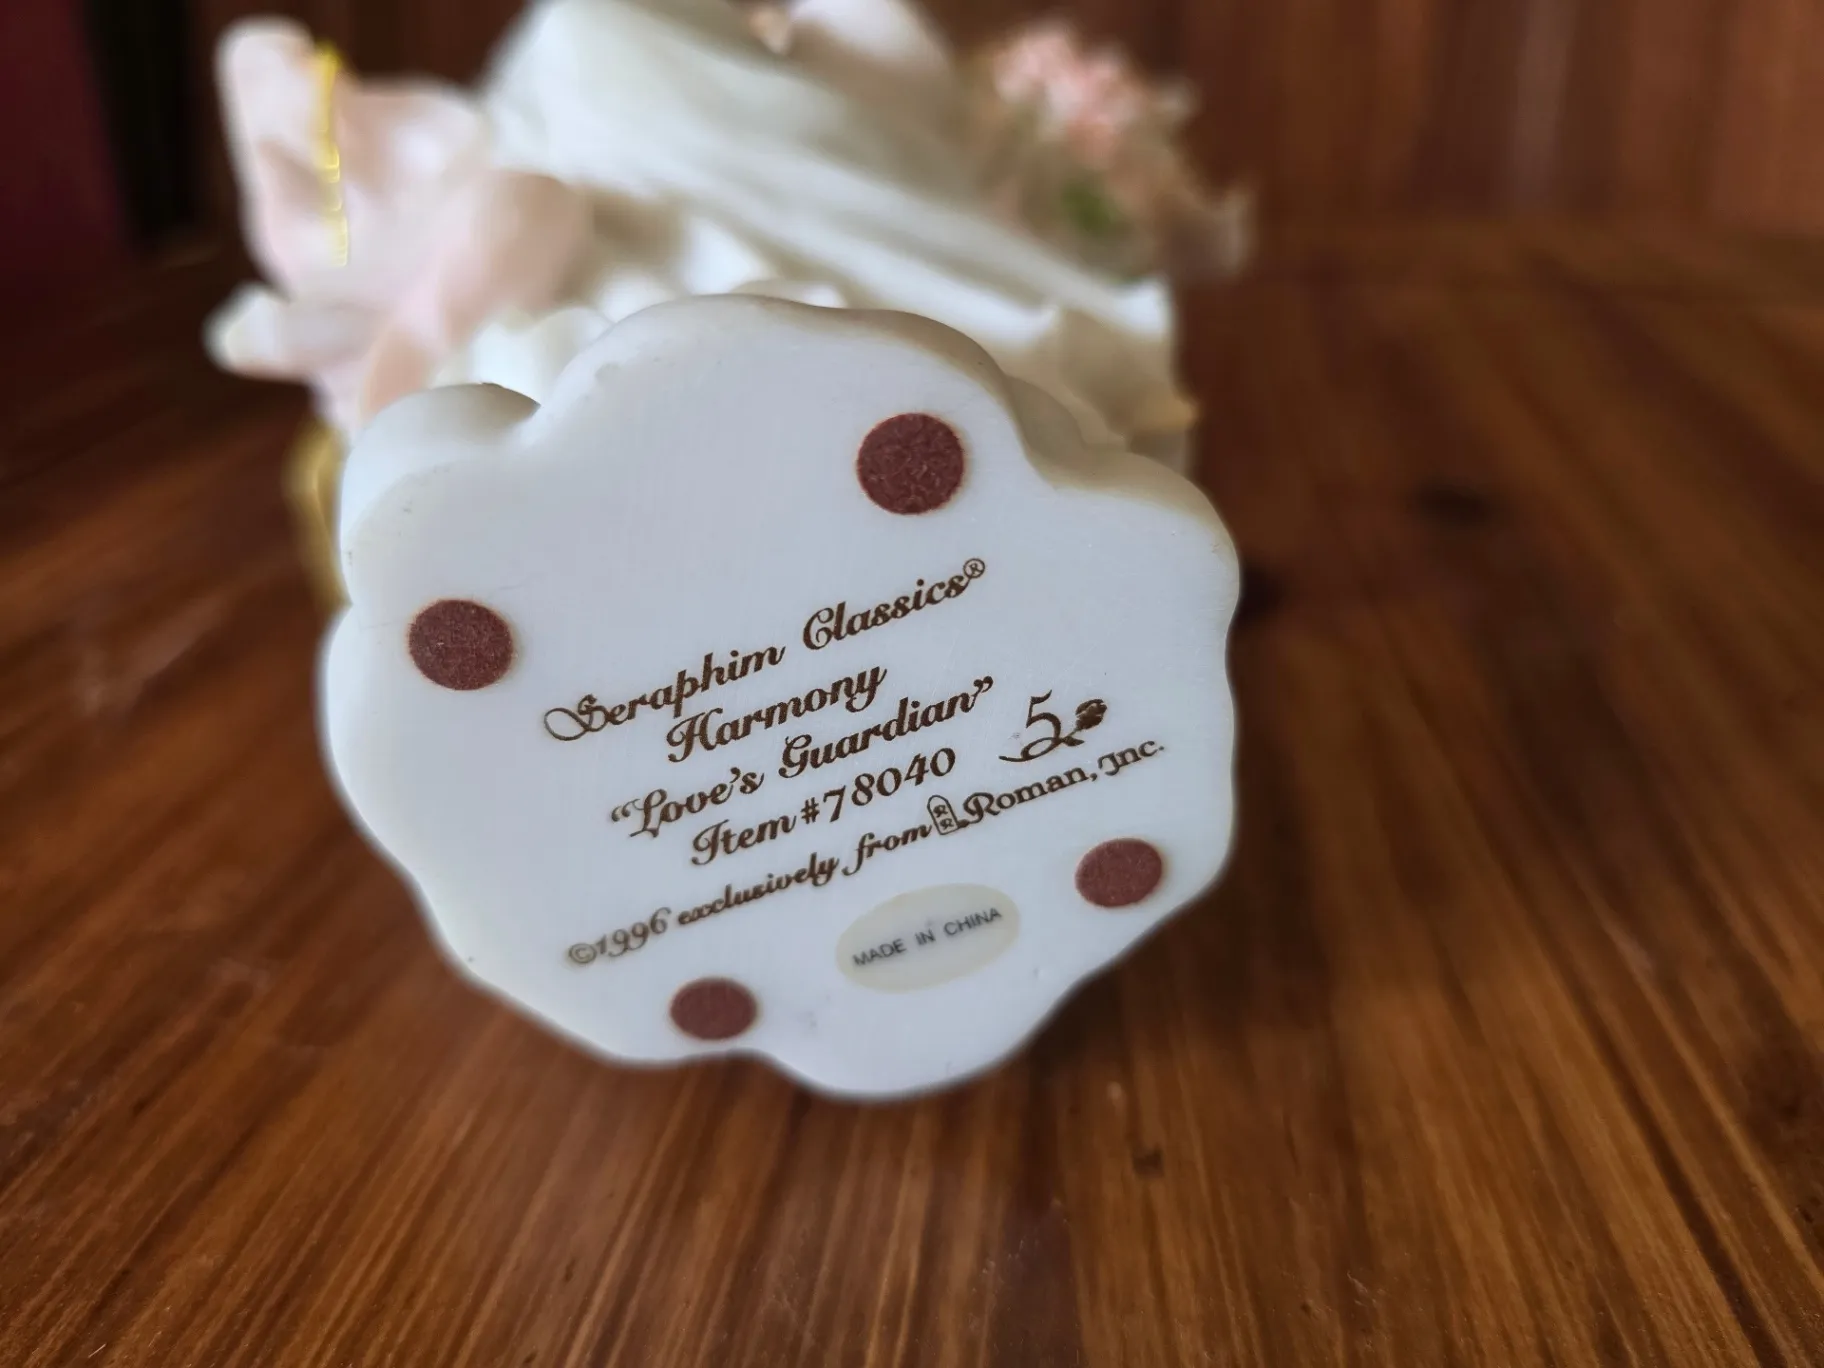 Seraphim Classics®
Harmony
“Love's Guardian”
Item #78040
5
©1996 exclusively from Roman, Inc.
MADE IN CHINA